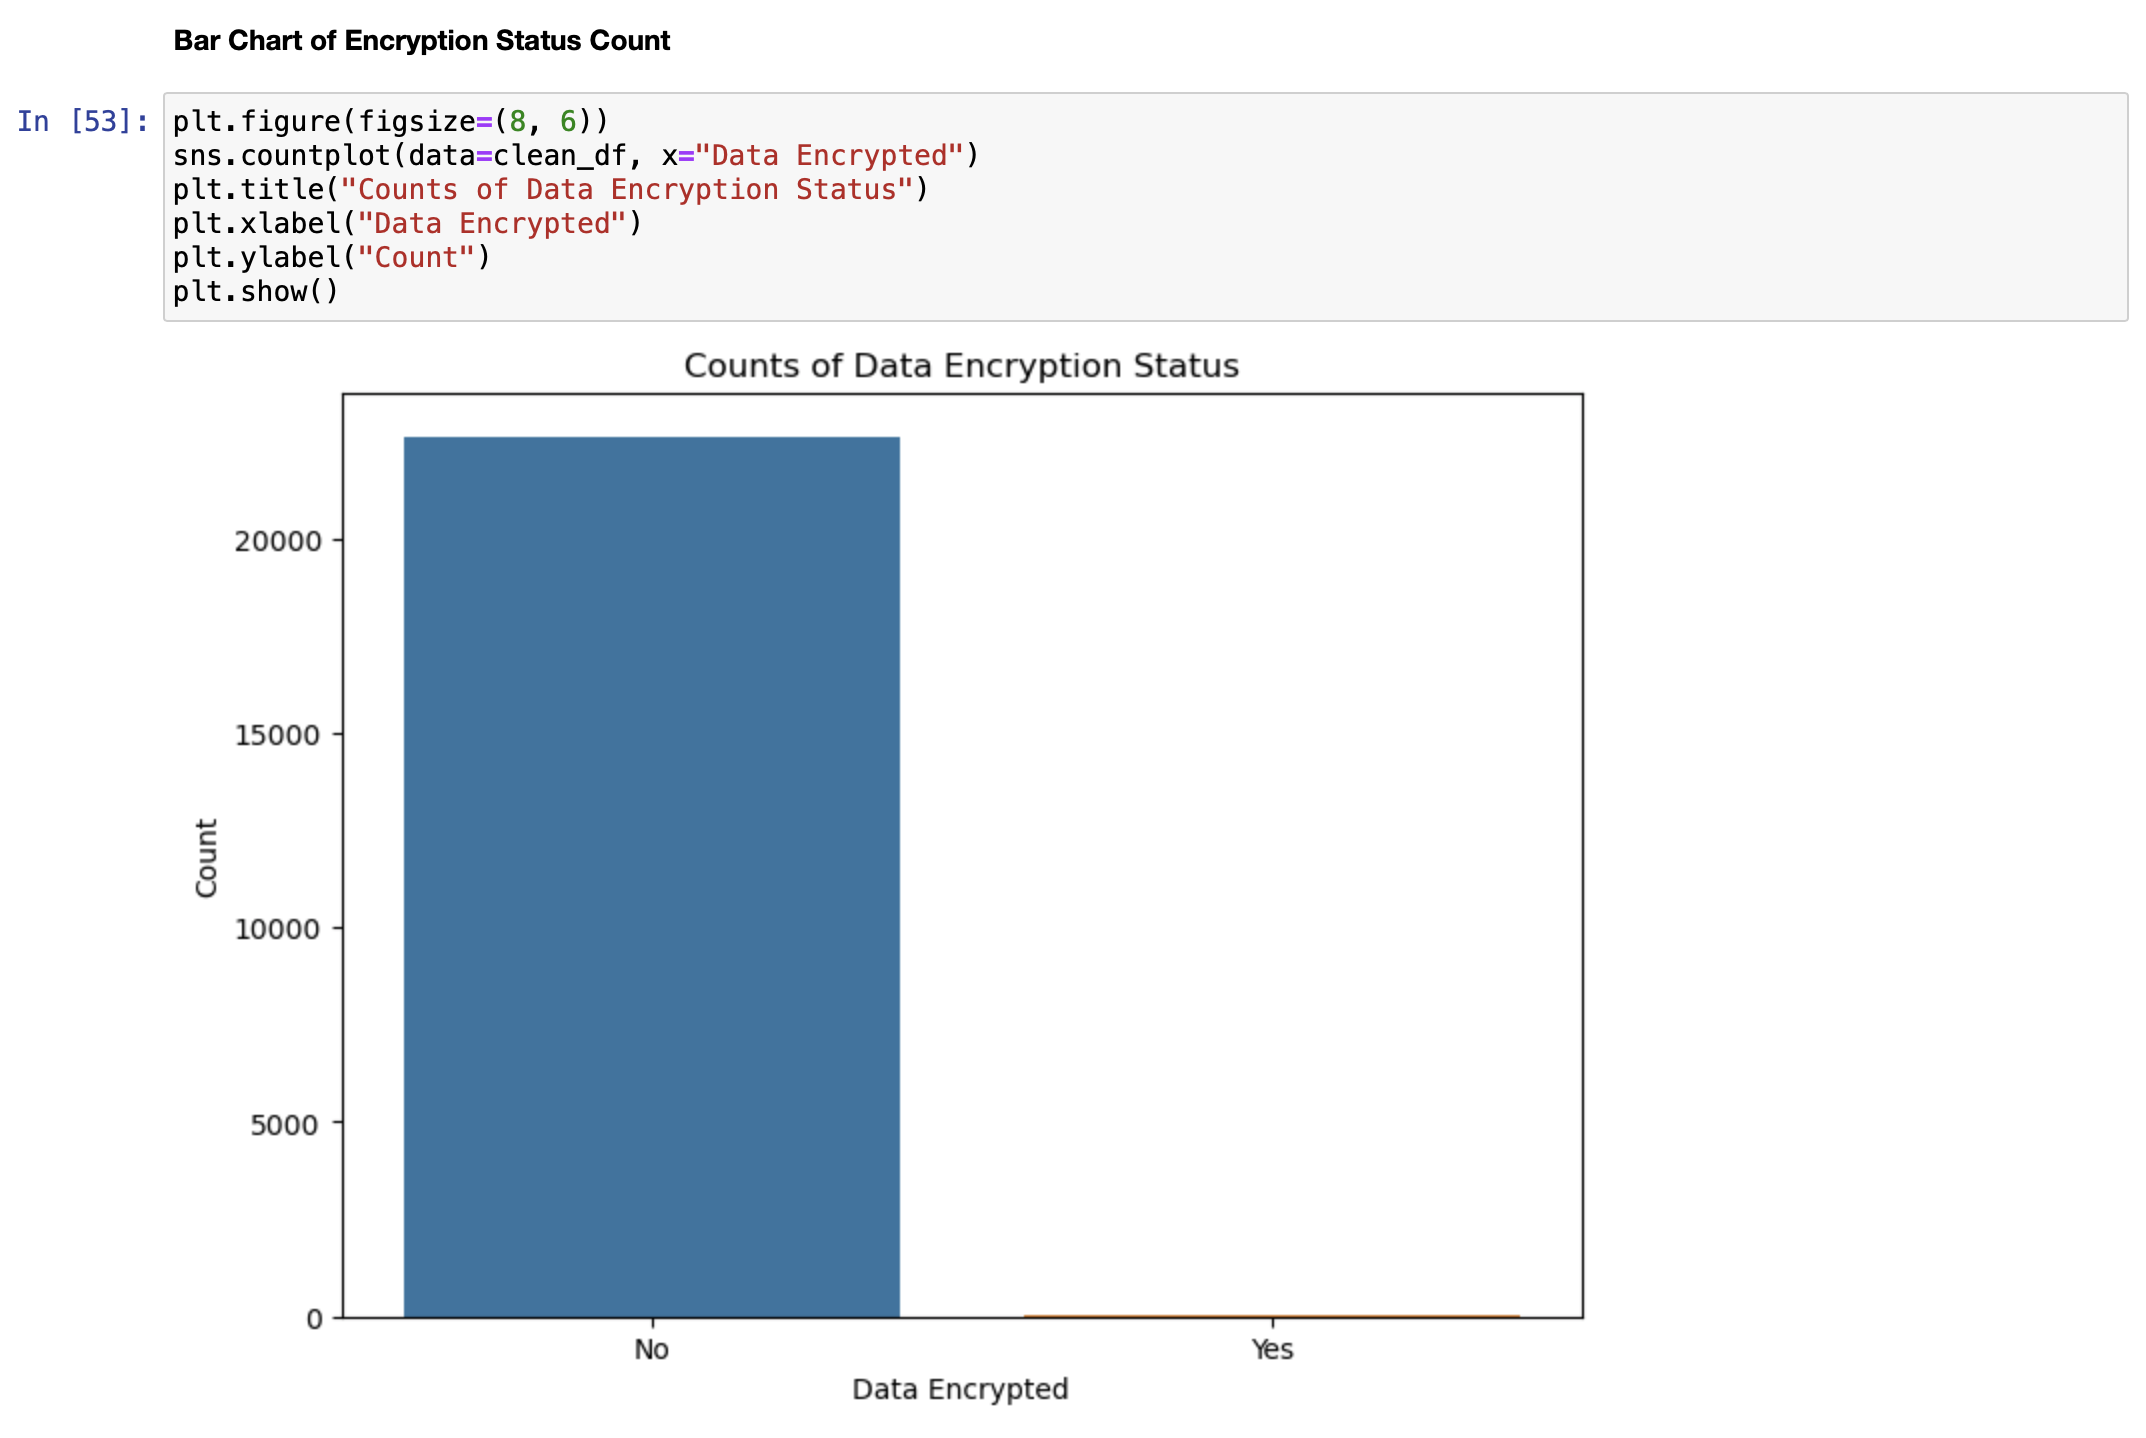 Bar Chart of Encryption Status Count
In [53]:
plt.figure(figsize=(8, 6))
sns.countplot(data=clean_df, x="Data Encrypted")
plt.title("Counts of Data Encryption Status")
plt.xlabel("Data Encrypted")
plt.ylabel("Count")
plt.show()
Counts of Data Encryption Status
20000
15000
10000
5000
0
Count
No
Yes
Data Encrypted